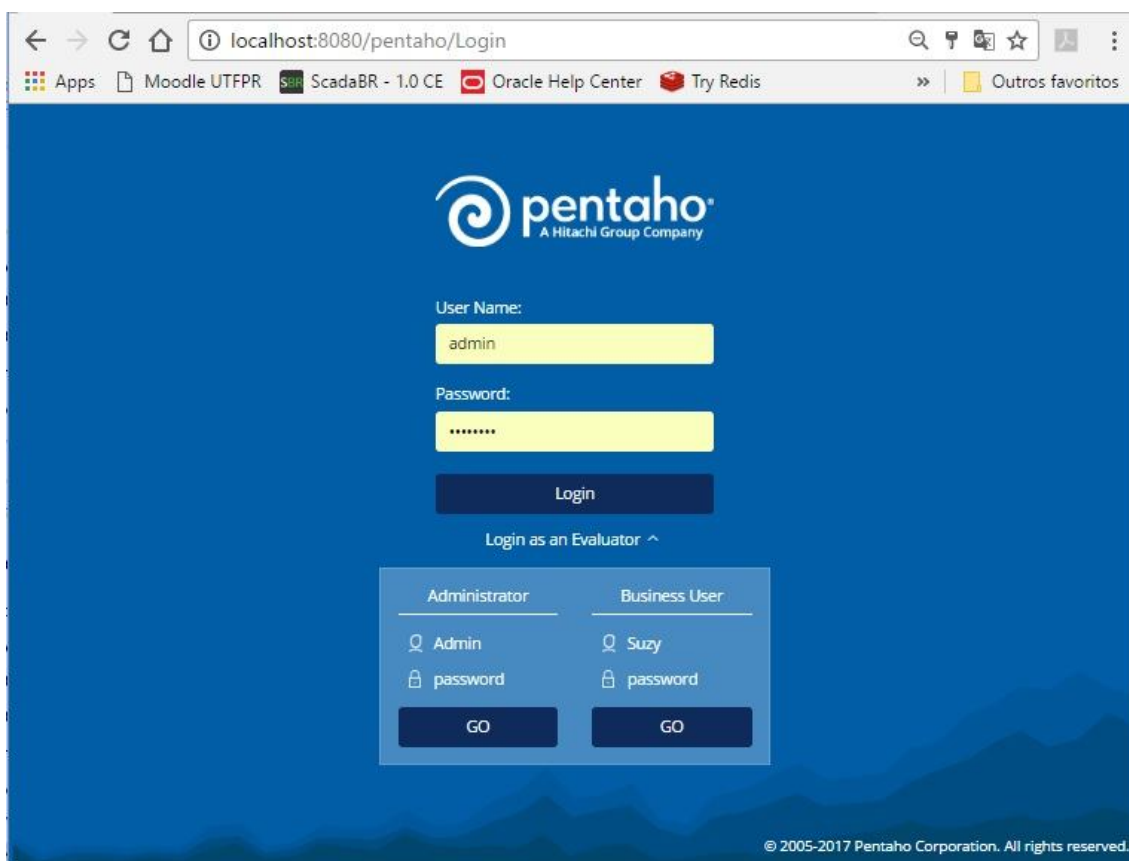 localhost:8080/pentaho/Login
Apps Moodle UTFPR SBR ScadaBR - 1.0 CE Oracle Help Center Try Redis » Outros favoritos
pentaho
A Hitachi Group Company
User Name:
admin
Password:
••••••••
Login
Login as an Evaluator
Administrator Business User
Admin Suzy
password password
GO GO
© 2005-2017 Pentaho Corporation. All rights reserved.